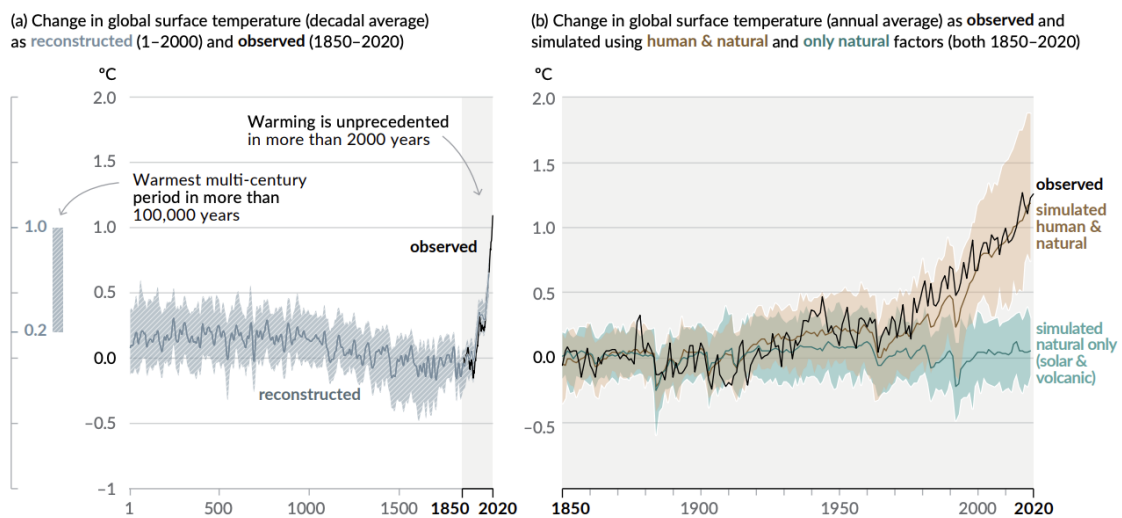 (a) Change in global surface temperature (decadal average)
as reconstructed (1–2000) and observed (1850–2020)
°C
2.0
1.5
1.0
0.5
0.0
–0.5
–1
1.0
0.2
Warming is unprecedented
in more than 2000 years
Warmest multi-century
period in more than
100,000 years
observed
reconstructed
1
500
1000
1500
1850
2020
(b) Change in global surface temperature (annual average) as observed and
simulated using human & natural and only natural factors (both 1850–2020)
°C
2.0
1.5
1.0
0.5
0.0
–0.5
observed
simulated
human &
natural
simulated
natural only
(solar &
volcanic)
1850
1900
1950
2000
2020